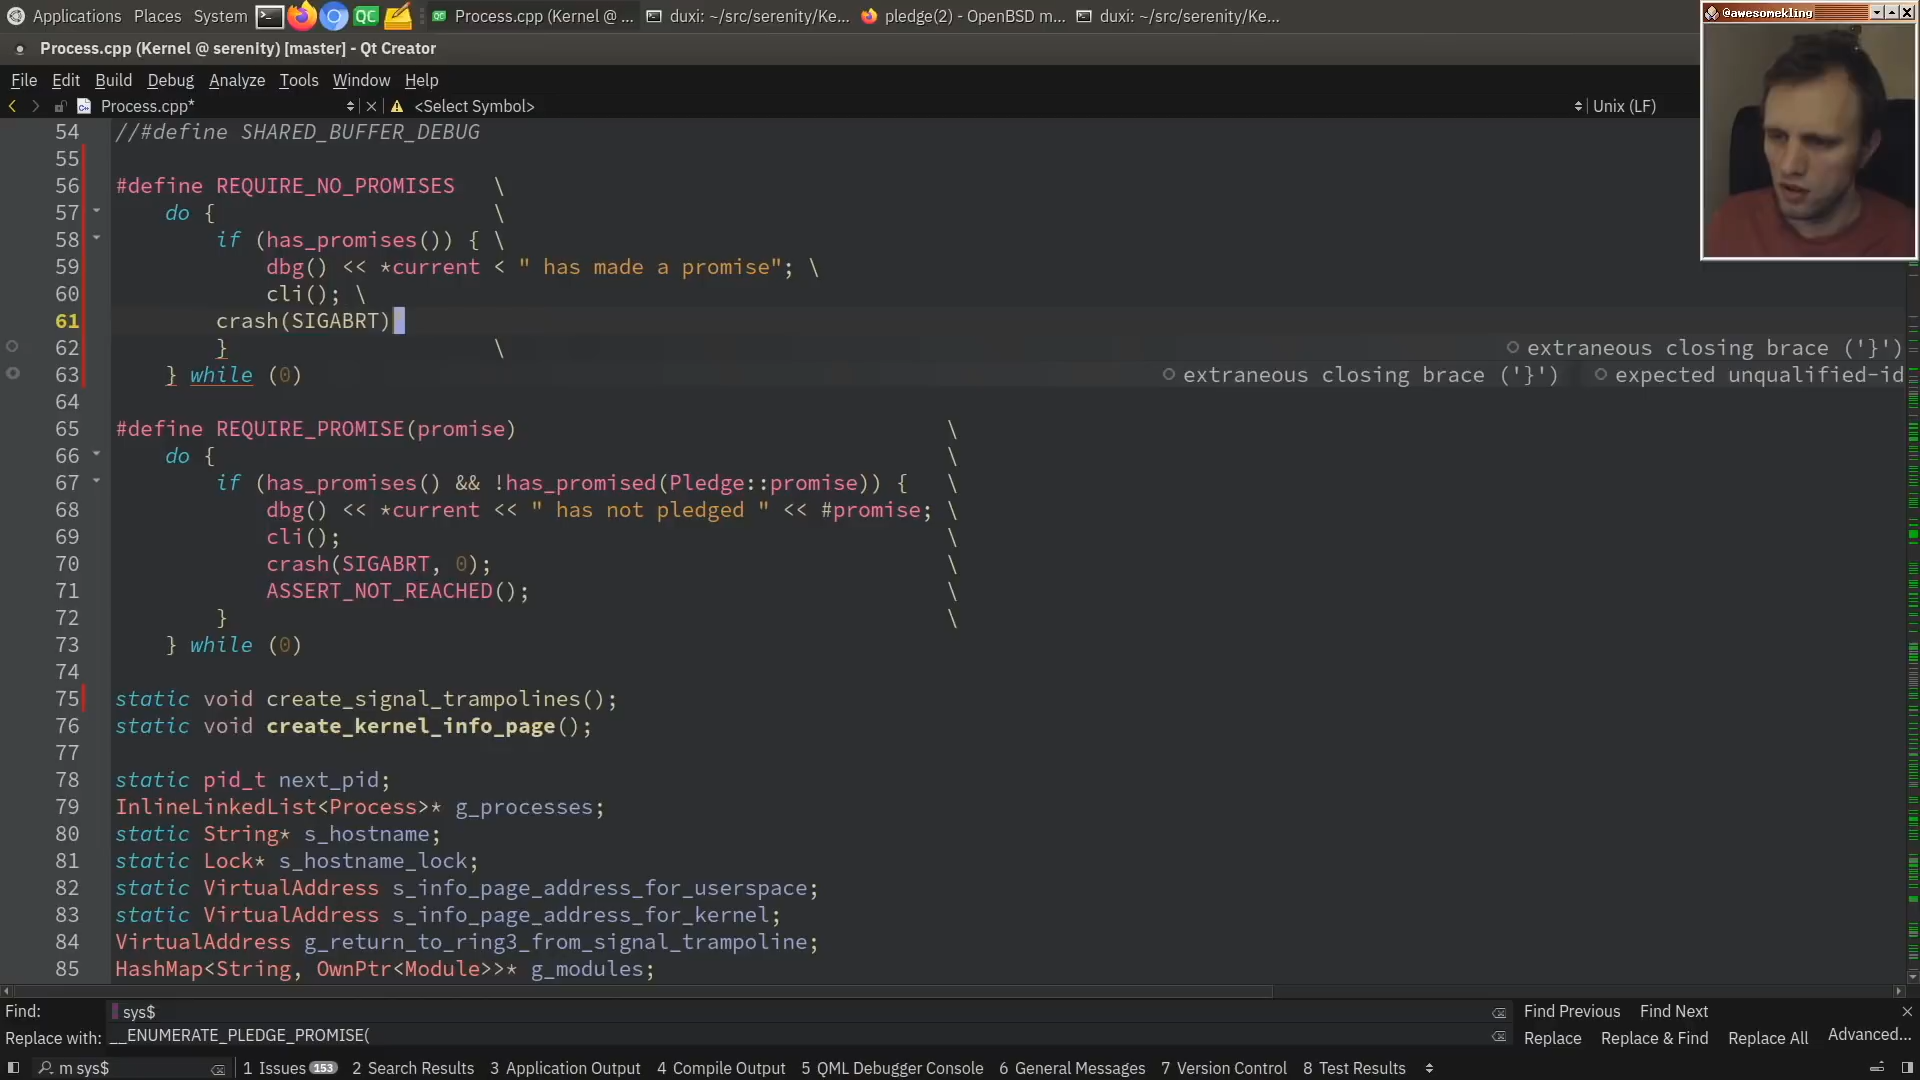 Applications Places System QC Process.cpp (Kernel @ ... duxi: ~/src/serenity/Ke... pledge(2) - OpenBSD m... duxi: ~/src/serenity/Ke...
@awesomekling
Process.cpp (Kernel @ serenity) [master] - Qt Creator
File Edit Build Debug Analyze Tools Window Help
Process.cpp* <Select Symbol> Unix (LF)
54 //#define SHARED_BUFFER_DEBUG
55
56 #define REQUIRE_NO_PROMISES \
57 do { \
58 if (has_promises()) { \
59 dbg() << *current < " has made a promise"; \
60 cli(); \
61 crash(SIGABRT)
62 } \ extraneous closing brace ('}')
63 } while (0) extraneous closing brace ('}') expected unqualified-id
64
65 #define REQUIRE_PROMISE(promise) \
66 do { \
67 if (has_promises() && !has_promised(Pledge::promise)) { \
68 dbg() << *current << " has not pledged " << #promise; \
69 cli(); \
70 crash(SIGABRT, 0); \
71 ASSERT_NOT_REACHED(); \
72 } \
73 } while (0)
74
75 static void create_signal_trampolines();
76 static void create_kernel_info_page();
77
78 static pid_t next_pid;
79 InlineLinkedList<Process>* g_processes;
80 static String* s_hostname;
81 static Lock* s_hostname_lock;
82 static VirtualAddress s_info_page_address_for_userspace;
83 static VirtualAddress s_info_page_address_for_kernel;
84 VirtualAddress g_return_to_ring3_from_signal_trampoline;
85 HashMap<String, OwnPtr<Module>>* g_modules;
Find: sys$ Find Previous Find Next
Replace with: __ENUMERATE_PLEDGE_PROMISE( Replace Replace & Find Replace All Advanced...
m sys$ 1 Issues 153 2 Search Results 3 Application Output 4 Compile Output 5 QML Debugger Console 6 General Messages 7 Version Control 8 Test Results